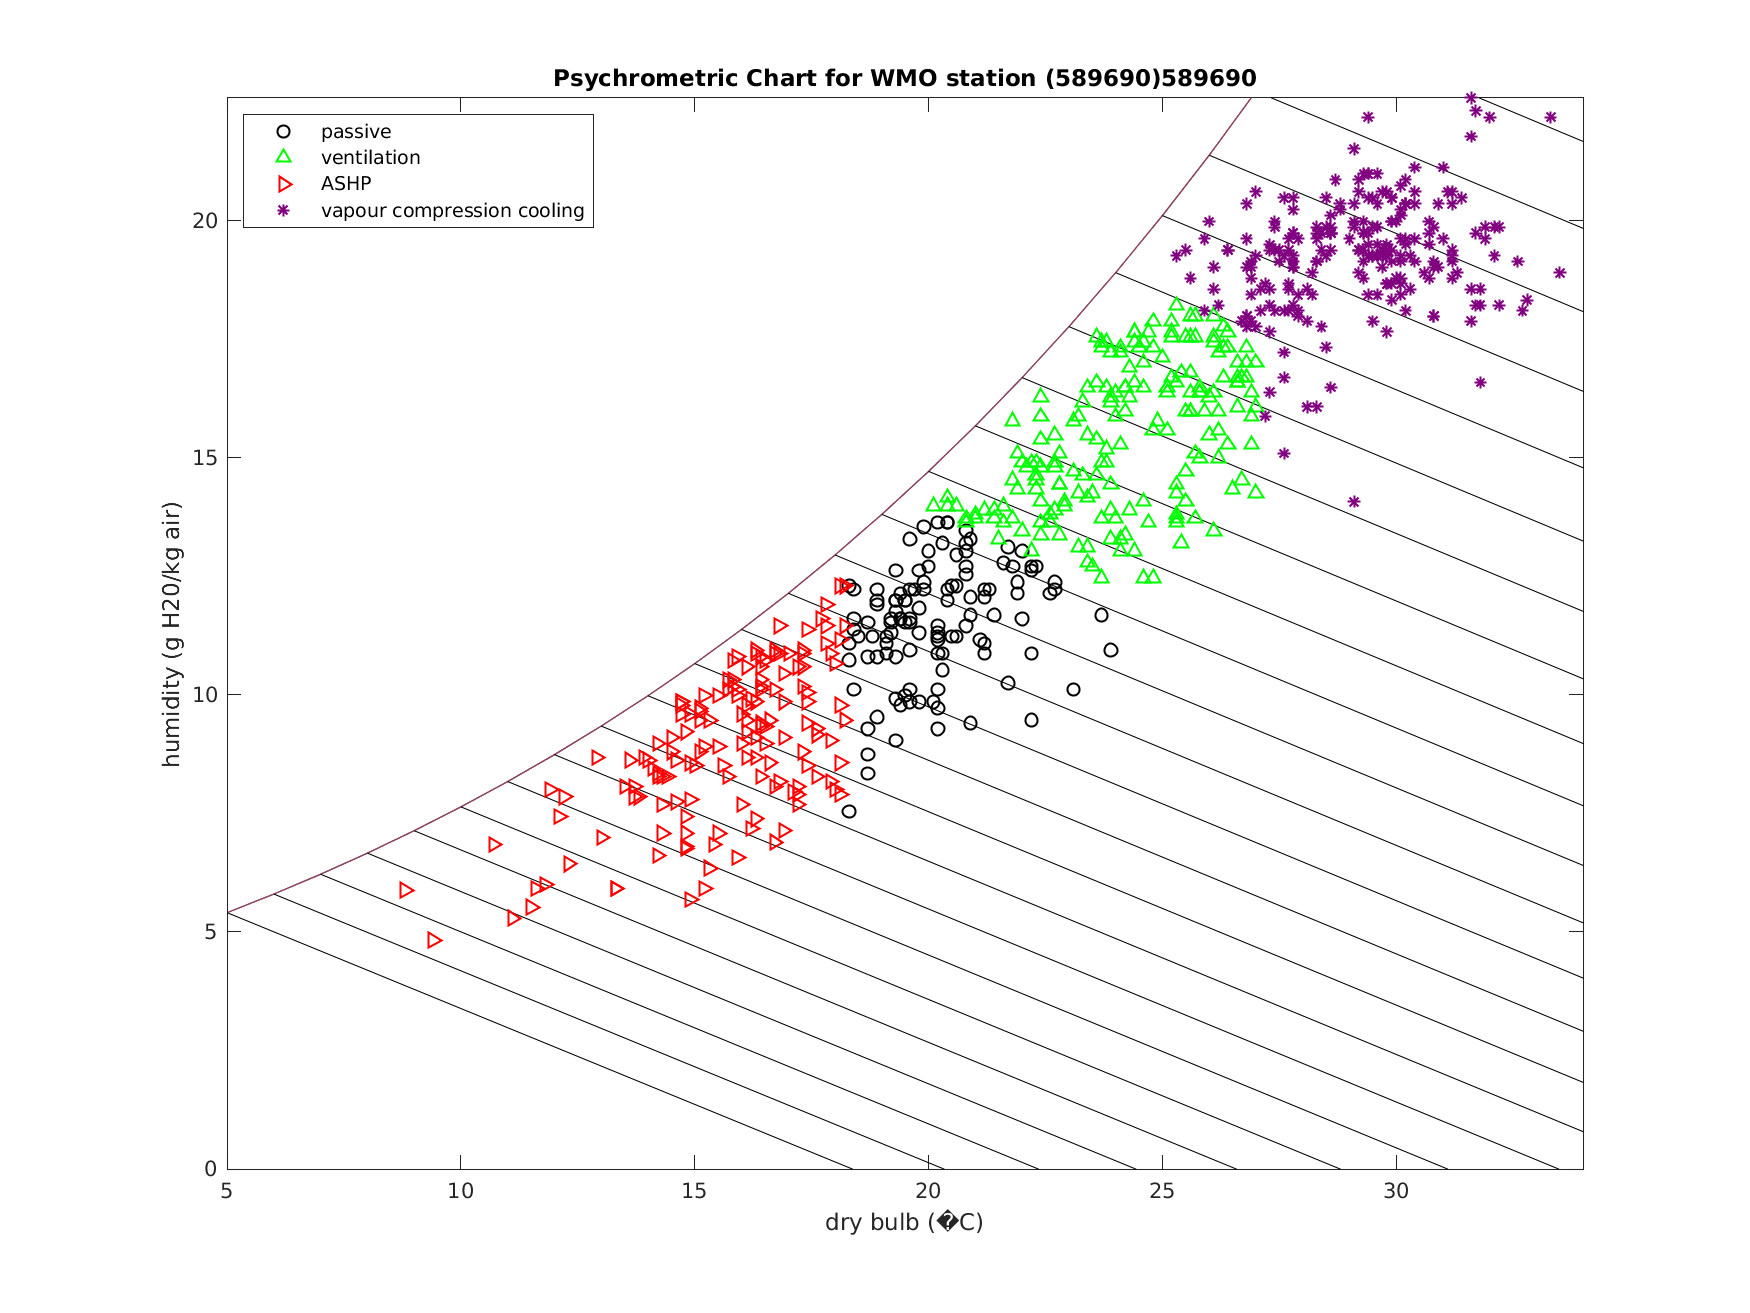 Psychrometric Chart for WMO station (589690)589690
passive
ventilation
ASHP
vapour compression cooling
20
15
10
5
0
humidity (g H20/kg air)
5 10 15 20 25 30
dry bulb (�C)